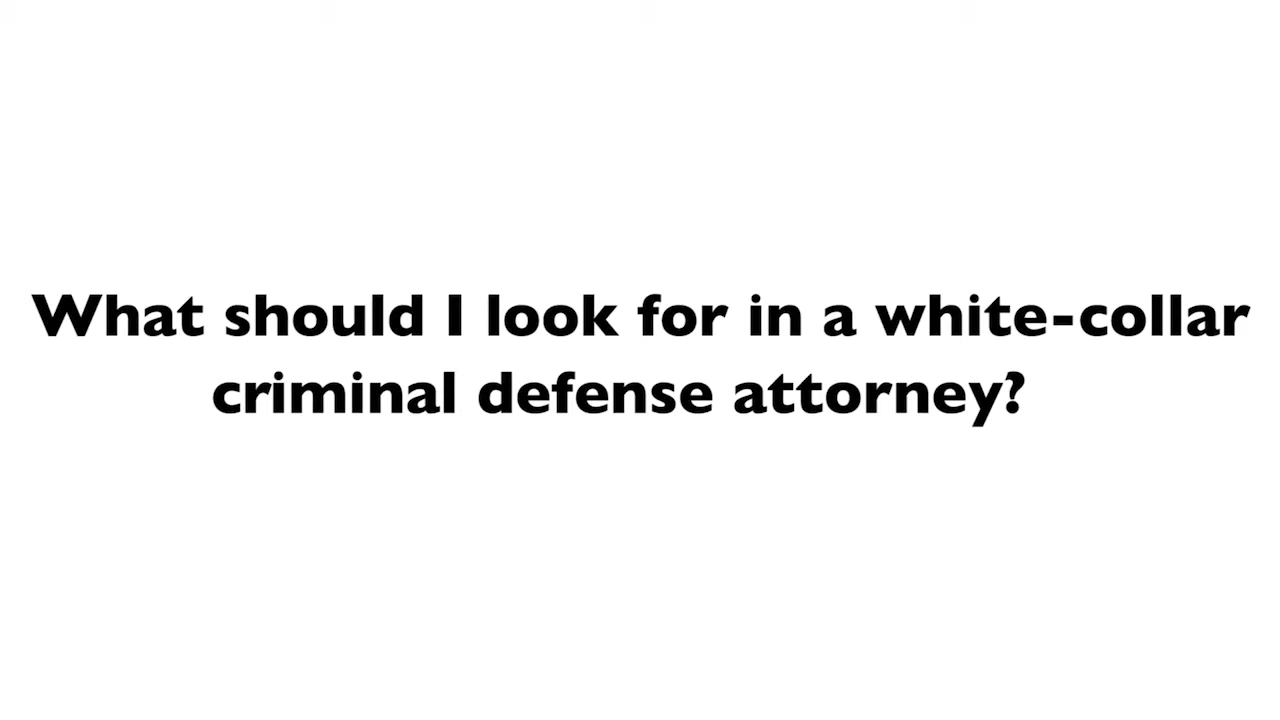 What should I look for in a white-collar
criminal defense attorney?